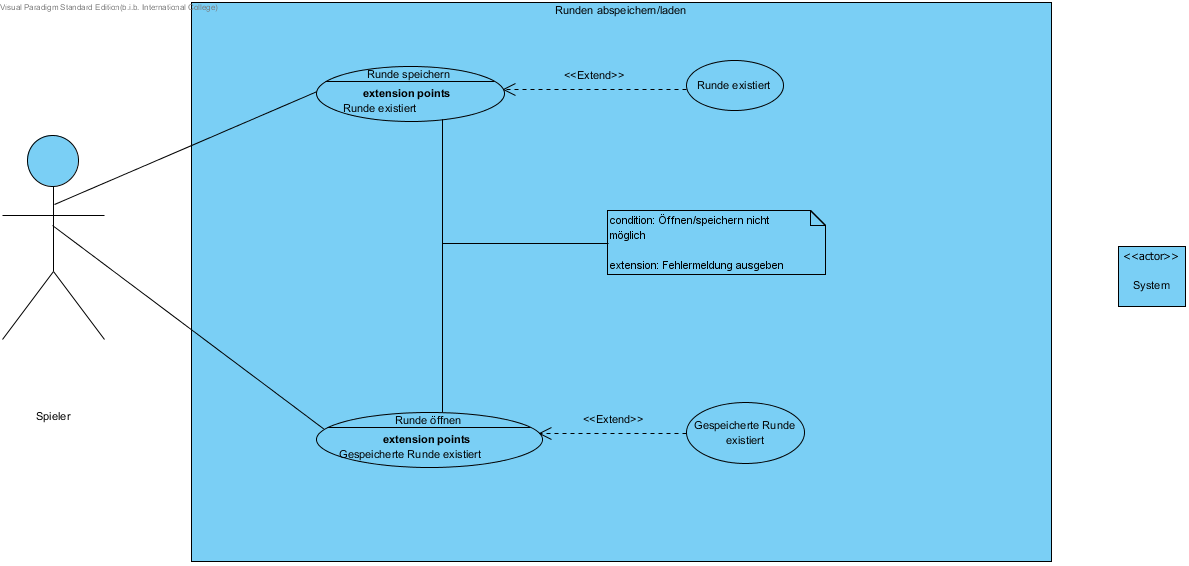 Visual Paradigm Standard Edition(b.i.b. International College)
Runden abspeichern/laden
Runde speichern
extension points
Runde existiert
<<Extend>>
Runde existiert
condition: Öffnen/speichern nicht
möglich
extension: Fehlermeldung ausgeben
<<actor>>
System
Spieler
Runde öffnen
extension points
Gespeicherte Runde existiert
<<Extend>>
Gespeicherte Runde
existiert